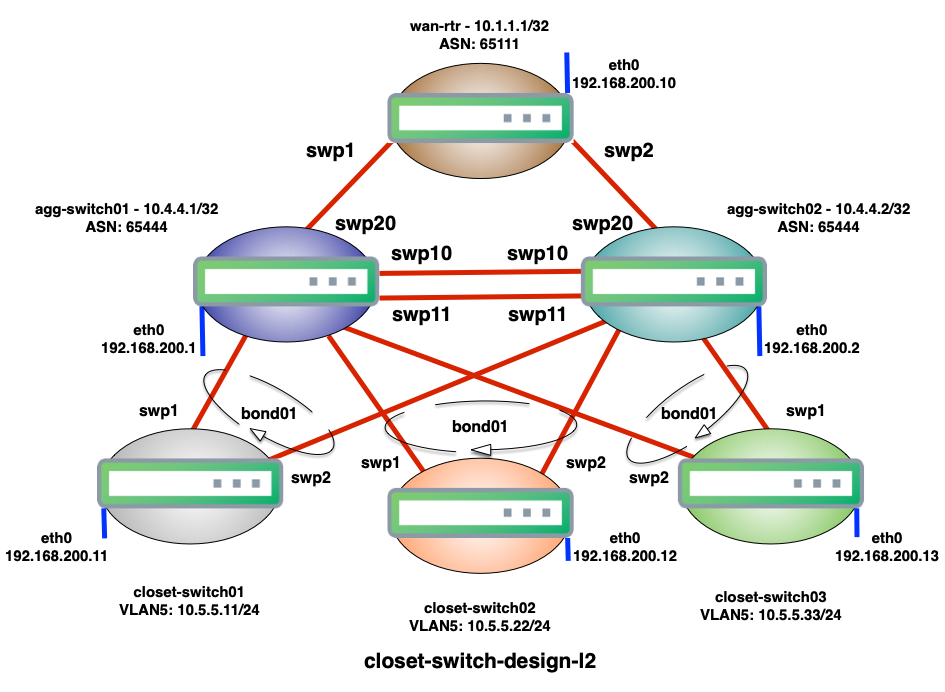 wan-rtr - 10.1.1.1/32
ASN: 65111
eth0
192.168.200.10
swp1
swp2
agg-switch01 - 10.4.4.1/32
ASN: 65444
swp20
swp20
agg-switch02 - 10.4.4.2/32
ASN: 65444
swp10
swp10
swp11
swp11
eth0
192.168.200.1
eth0
192.168.200.2
swp1
bond01
bond01
bond01
swp1
swp2
swp1
swp2
swp2
eth0
192.168.200.11
eth0
192.168.200.12
eth0
192.168.200.13
closet-switch01
VLAN5: 10.5.5.11/24
closet-switch02
VLAN5: 10.5.5.22/24
closet-switch03
VLAN5: 10.5.5.33/24
closet-switch-design-l2